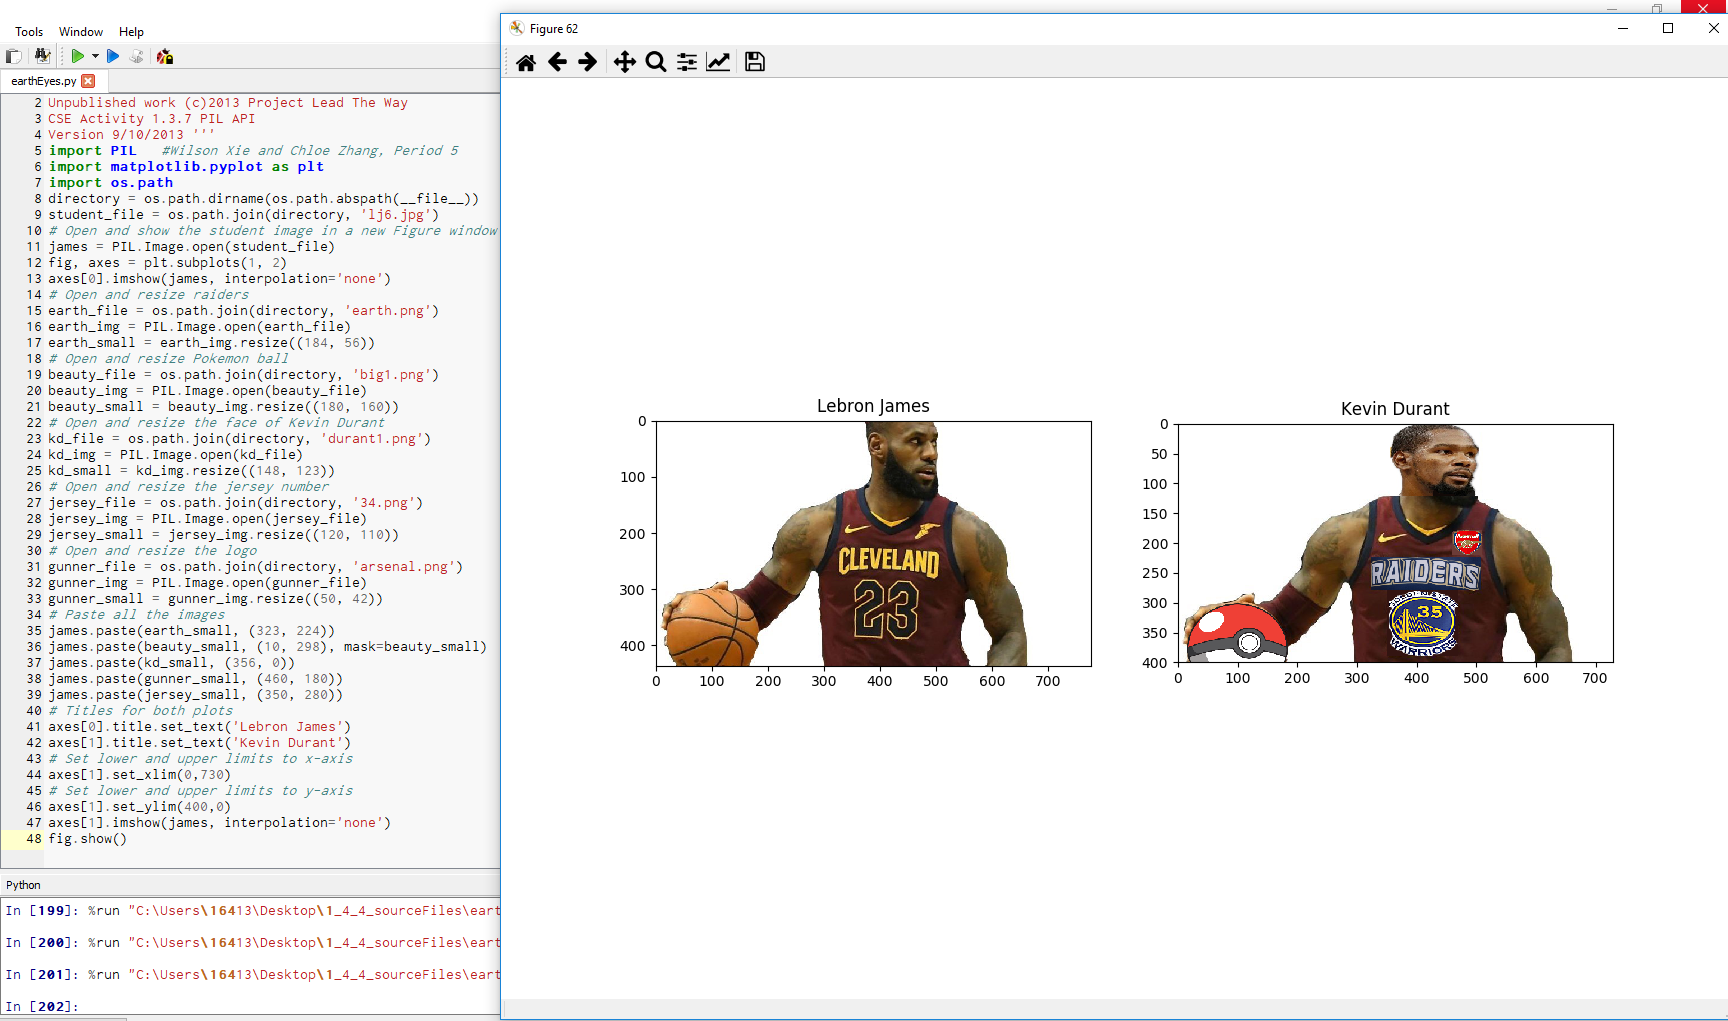 Tools Window Help
earthEyes.py
2 Unpublished work (c)2013 Project Lead The Way
3 CSE Activity 1.3.7 PIL API
4 Version 9/10/2013 '''
5 import PIL   #Wilson Xie and Chloe Zhang, Period 5
6 import matplotlib.pyplot as plt
7 import os.path
8 directory = os.path.dirname(os.path.abspath(__file__))
9 student_file = os.path.join(directory, 'lj6.jpg')
10 # Open and show the student image in a new Figure window
11 james = PIL.Image.open(student_file)
12 fig, axes = plt.subplots(1, 2)
13 axes[0].imshow(james, interpolation='none')
14 # Open and resize raiders
15 earth_file = os.path.join(directory, 'earth.png')
16 earth_img = PIL.Image.open(earth_file)
17 earth_small = earth_img.resize((184, 56))
18 # Open and resize Pokemon ball
19 beauty_file = os.path.join(directory, 'big1.png')
20 beauty_img = PIL.Image.open(beauty_file)
21 beauty_small = beauty_img.resize((180, 160))
22 # Open and resize the face of Kevin Durant
23 kd_file = os.path.join(directory, 'durant1.png')
24 kd_img = PIL.Image.open(kd_file)
25 kd_small = kd_img.resize((148, 123))
26 # Open and resize the jersey number
27 jersey_file = os.path.join(directory, '34.png')
28 jersey_img = PIL.Image.open(jersey_file)
29 jersey_small = jersey_img.resize((120, 110))
30 # Open and resize the logo
31 gunner_file = os.path.join(directory, 'arsenal.png')
32 gunner_img = PIL.Image.open(gunner_file)
33 gunner_small = gunner_img.resize((50, 42))
34 # Paste all the images
35 james.paste(earth_small, (323, 224))
36 james.paste(beauty_small, (10, 298), mask=beauty_small)
37 james.paste(kd_small, (356, 0))
38 james.paste(gunner_small, (460, 180))
39 james.paste(jersey_small, (350, 280))
40 # Titles for both plots
41 axes[0].title.set_text('Lebron James')
42 axes[1].title.set_text('Kevin Durant')
43 # Set lower and upper limits to x-axis
44 axes[1].set_xlim(0,730)
45 # Set lower and upper limits to y-axis
46 axes[1].set_ylim(400,0)
47 axes[1].imshow(james, interpolation='none')
48 fig.show()
Python
In [199]: %run "C:\Users\16413\Desktop\1_4_4_sourceFiles\eart
In [200]: %run "C:\Users\16413\Desktop\1_4_4_sourceFiles\eart
In [201]: %run "C:\Users\16413\Desktop\1_4_4_sourceFiles\eart
In [202]:
Figure 62
Lebron James
0
100
200
300
400
0 100 200 300 400 500 600 700
CLEVELAND
23
Kevin Durant
0
50
100
150
200
250
300
350
400
0 100 200 300 400 500 600 700
RAIDERS
35
WARRIORS